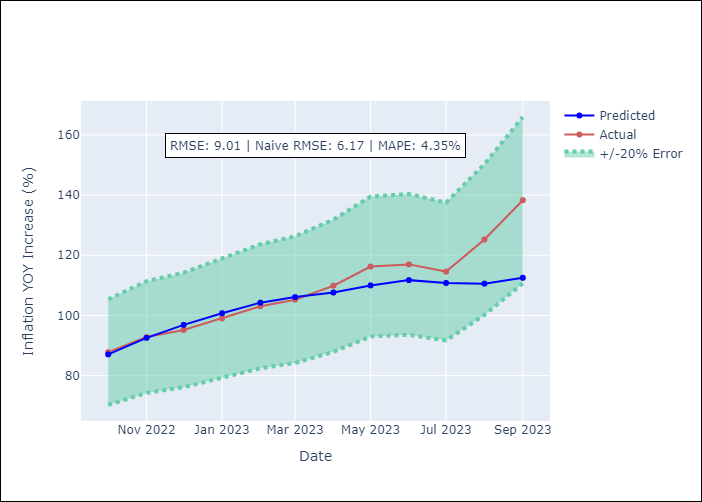 RMSE: 9.01 | Naive RMSE: 6.17 | MAPE: 4.35%
Predicted
Actual
+/-20% Error
Inflation YOY Increase (%)
160
140
120
100
80
Nov 2022
Jan 2023
Mar 2023
May 2023
Jul 2023
Sep 2023
Date